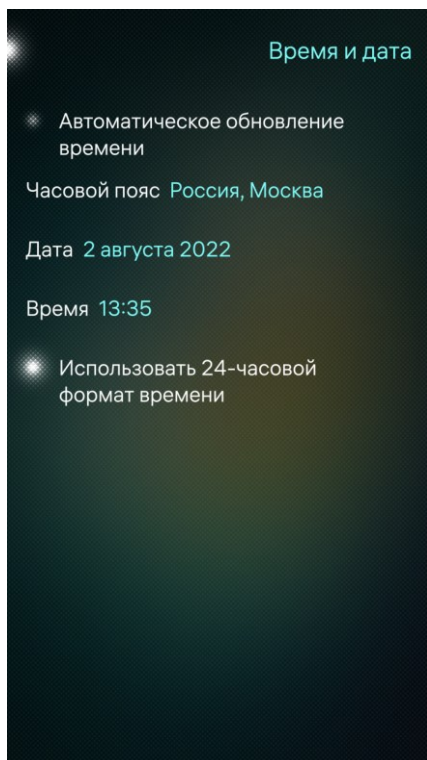 Время и дата
Автоматическое обновление
времени
Часовой пояс Россия, Москва
Дата 2 августа 2022
Время 13:35
Использовать 24-часовой
формат времени